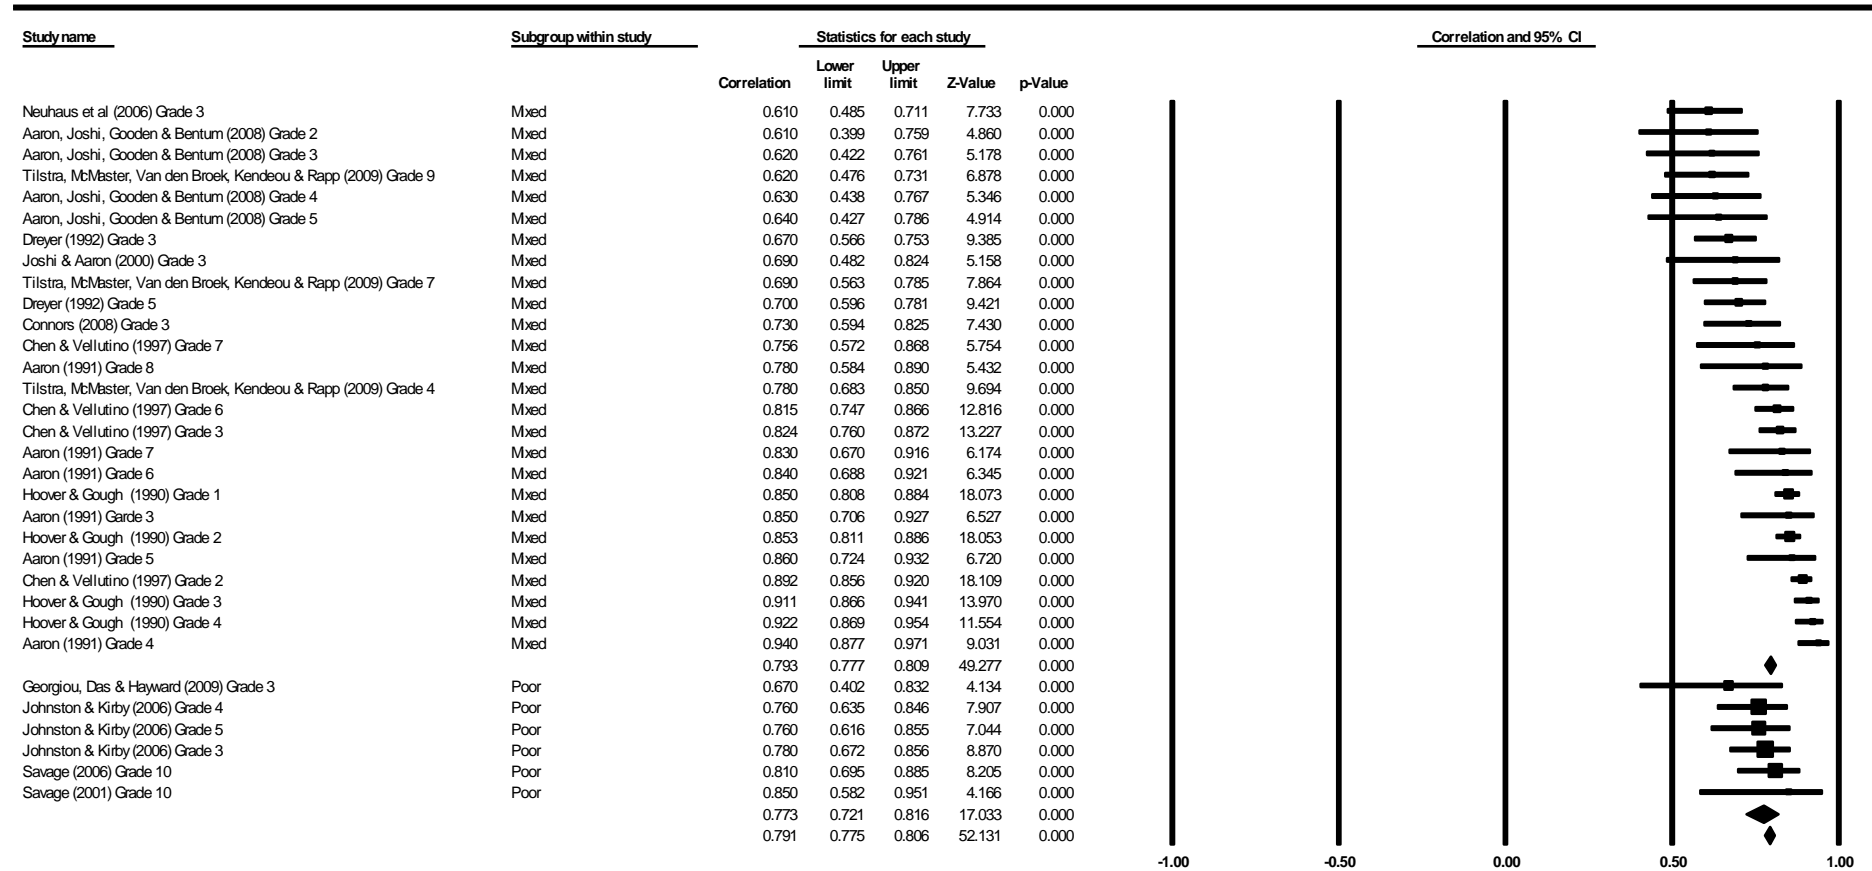 Study name Subgroup within study Statistics for each study Correlation and 95% CI
Correlation Lower limit Upper limit Z-Value p-Value
Neuhaus et al (2006) Grade 3 Mixed 0.610 0.485 0.711 7.733 0.000
Aaron, Joshi, Gooden & Bentum (2008) Grade 2 Mixed 0.610 0.399 0.759 4.860 0.000
Aaron, Joshi, Gooden & Bentum (2008) Grade 3 Mixed 0.620 0.422 0.761 5.178 0.000
Tilstra, McMaster, Van den Broek, Kendeou & Rapp (2009) Grade 9 Mixed 0.620 0.476 0.731 6.878 0.000
Aaron, Joshi, Gooden & Bentum (2008) Grade 4 Mixed 0.630 0.438 0.767 5.346 0.000
Aaron, Joshi, Gooden & Bentum (2008) Grade 5 Mixed 0.640 0.427 0.786 4.914 0.000
Dreyer (1992) Grade 3 Mixed 0.670 0.566 0.753 9.385 0.000
Joshi & Aaron (2000) Grade 3 Mixed 0.690 0.482 0.824 5.158 0.000
Tilstra, McMaster, Van den Broek, Kendeou & Rapp (2009) Grade 7 Mixed 0.690 0.563 0.785 7.864 0.000
Dreyer (1992) Grade 5 Mixed 0.700 0.596 0.781 9.421 0.000
Connors (2008) Grade 3 Mixed 0.730 0.594 0.825 7.430 0.000
Chen & Vellutino (1997) Grade 7 Mixed 0.756 0.572 0.868 5.754 0.000
Aaron (1991) Grade 8 Mixed 0.780 0.584 0.890 5.432 0.000
Tilstra, McMaster, Van den Broek, Kendeou & Rapp (2009) Grade 4 Mixed 0.780 0.683 0.850 9.694 0.000
Chen & Vellutino (1997) Grade 6 Mixed 0.815 0.747 0.866 12.816 0.000
Chen & Vellutino (1997) Grade 3 Mixed 0.824 0.760 0.872 13.227 0.000
Aaron (1991) Grade 7 Mixed 0.830 0.670 0.916 6.174 0.000
Aaron (1991) Grade 6 Mixed 0.840 0.688 0.921 6.345 0.000
Hoover & Gough (1990) Grade 1 Mixed 0.850 0.808 0.884 18.073 0.000
Aaron (1991) Garde 3 Mixed 0.850 0.706 0.927 6.527 0.000
Hoover & Gough (1990) Grade 2 Mixed 0.853 0.811 0.886 18.053 0.000
Aaron (1991) Grade 5 Mixed 0.860 0.724 0.932 6.720 0.000
Chen & Vellutino (1997) Grade 2 Mixed 0.892 0.856 0.920 18.109 0.000
Hoover & Gough (1990) Grade 3 Mixed 0.911 0.866 0.941 13.970 0.000
Hoover & Gough (1990) Grade 4 Mixed 0.922 0.869 0.954 11.554 0.000
Aaron (1991) Grade 4 Mixed 0.940 0.877 0.971 9.031 0.000
0.793 0.777 0.809 49.277 0.000
Georgiou, Das & Hayward (2009) Grade 3 Poor 0.670 0.402 0.832 4.134 0.000
Johnston & Kirby (2006) Grade 4 Poor 0.760 0.635 0.846 7.907 0.000
Johnston & Kirby (2006) Grade 5 Poor 0.760 0.616 0.855 7.044 0.000
Johnston & Kirby (2006) Grade 3 Poor 0.780 0.672 0.856 8.870 0.000
Savage (2006) Grade 10 Poor 0.810 0.695 0.885 8.205 0.000
Savage (2001) Grade 10 Poor 0.850 0.582 0.951 4.166 0.000
0.773 0.721 0.816 17.033 0.000
0.791 0.775 0.806 52.131 0.000
-1.00 -0.50 0.00 0.50 1.00